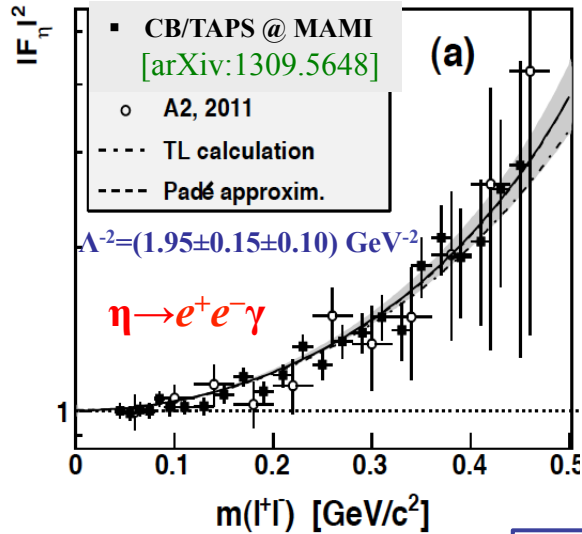 |Fη|²
CB/TAPS @ MAMI
[arXiv:1309.5648]
(a)
A2, 2011
TL calculation
Padé approxim.
Λ⁻²=(1.95±0.15±0.10) GeV⁻²
η→e⁺e⁻γ
1
0 0.1 0.2 0.3 0.4 0.5
m(l⁺l⁻) [GeV/c²]